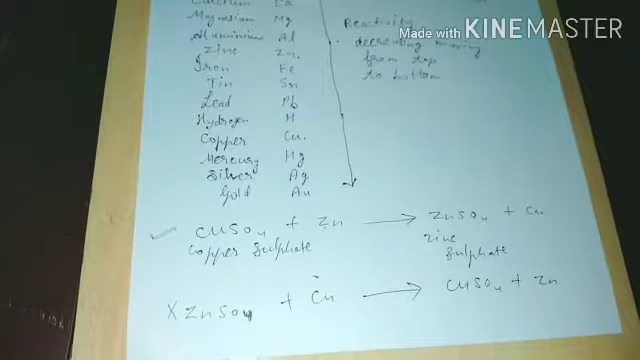 Made with KINEMASTER
Calcium Ca
Magnesium Mg
Aluminium Al
Zinc Zn
Iron Fe
Tin Sn
Lead Pb
Hydrogen H
Copper Cu
Mercury Hg
Silver Ag
Gold Au
Reactivity
decreasing moving
from top
to bottom
✓ CuSO4 + Zn → ZnSO4 + Cu
Copper Sulphate
Zinc
Sulphate
X ZnSO4 + Cu → CuSO4 + Zn